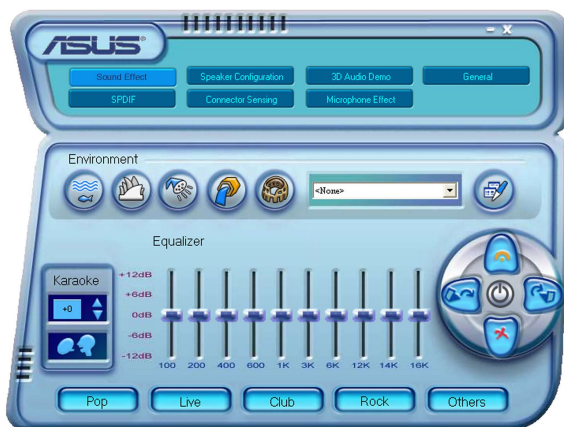 - x
ASUS
Sound Effect Speaker Configuration 3D Audio Demo General
SPDIF Connector Sensing Microphone Effect
Environment
<None>
Equalizer
Karaoke
+0
+12dB
+6dB
0dB
-6dB
-12dB
100 200 400 600 1K 3K 6K 12K 14K 16K
Pop Live Club Rock Others